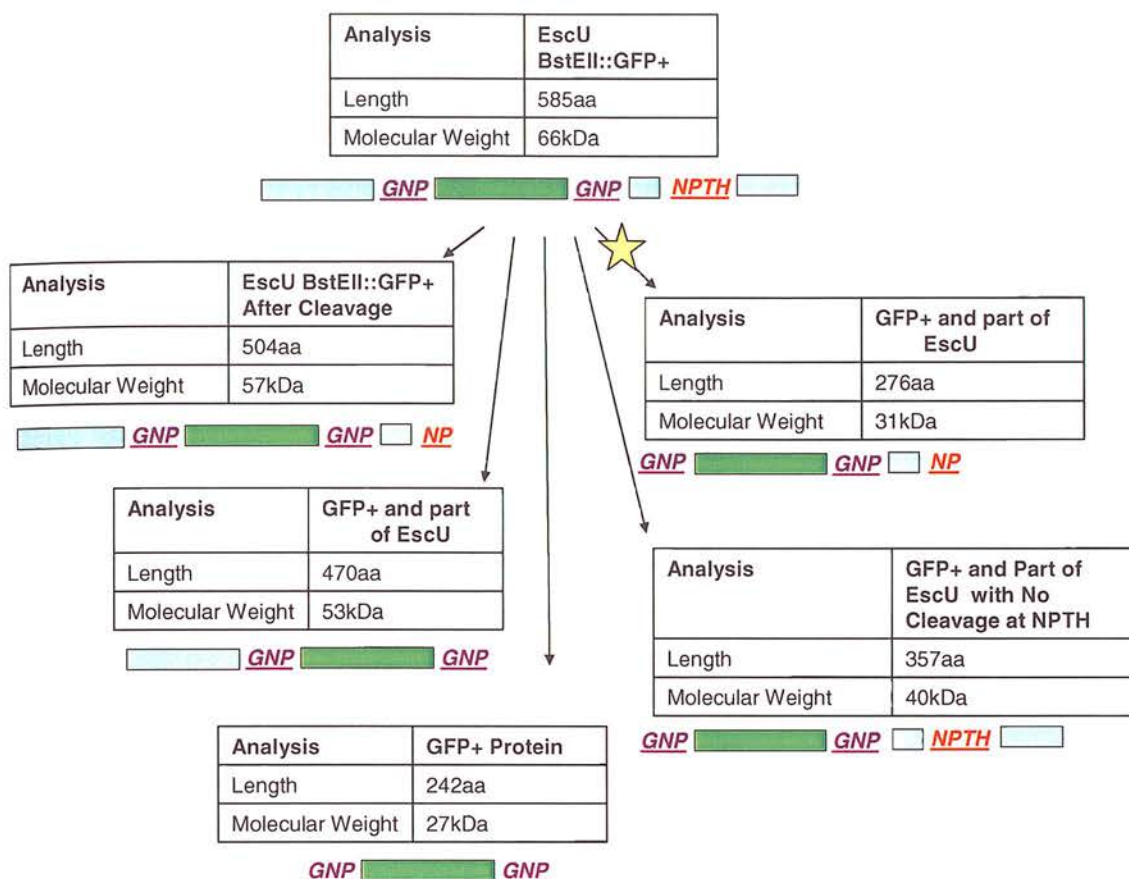 Analysis EscU
BstEII::GFP+
Length 585aa
Molecular Weight 66kDa
GNP GNP NPTH
Analysis EscU BstEII::GFP+
After Cleavage
Length 504aa
Molecular Weight 57kDa
GNP GNP NP
Analysis GFP+ and part of
EscU
Length 276aa
Molecular Weight 31kDa
GNP GNP NP
Analysis GFP+ and part
of EscU
Length 470aa
Molecular Weight 53kDa
GNP GNP
Analysis GFP+ and Part of
EscU with No
Cleavage at NPTH
Length 357aa
Molecular Weight 40kDa
GNP GNP NPTH
Analysis GFP+ Protein
Length 242aa
Molecular Weight 27kDa
GNP GNP